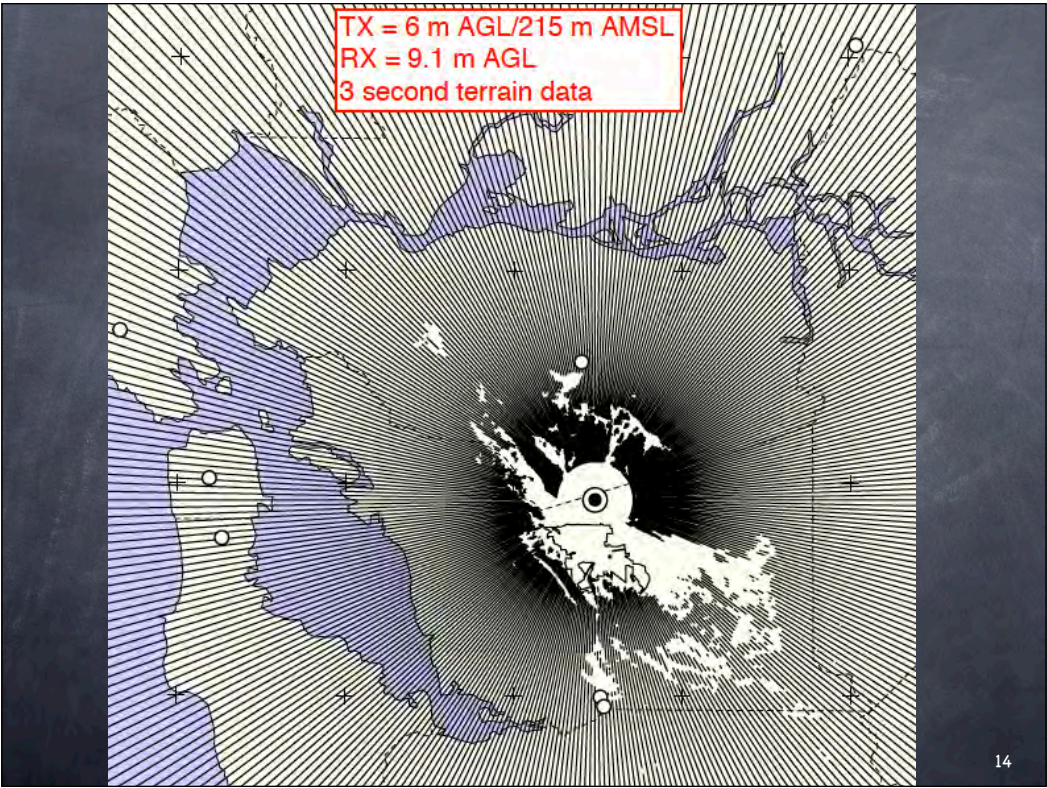 TX = 6 m AGL/215 m AMSL
RX = 9.1 m AGL
3 second terrain data
14